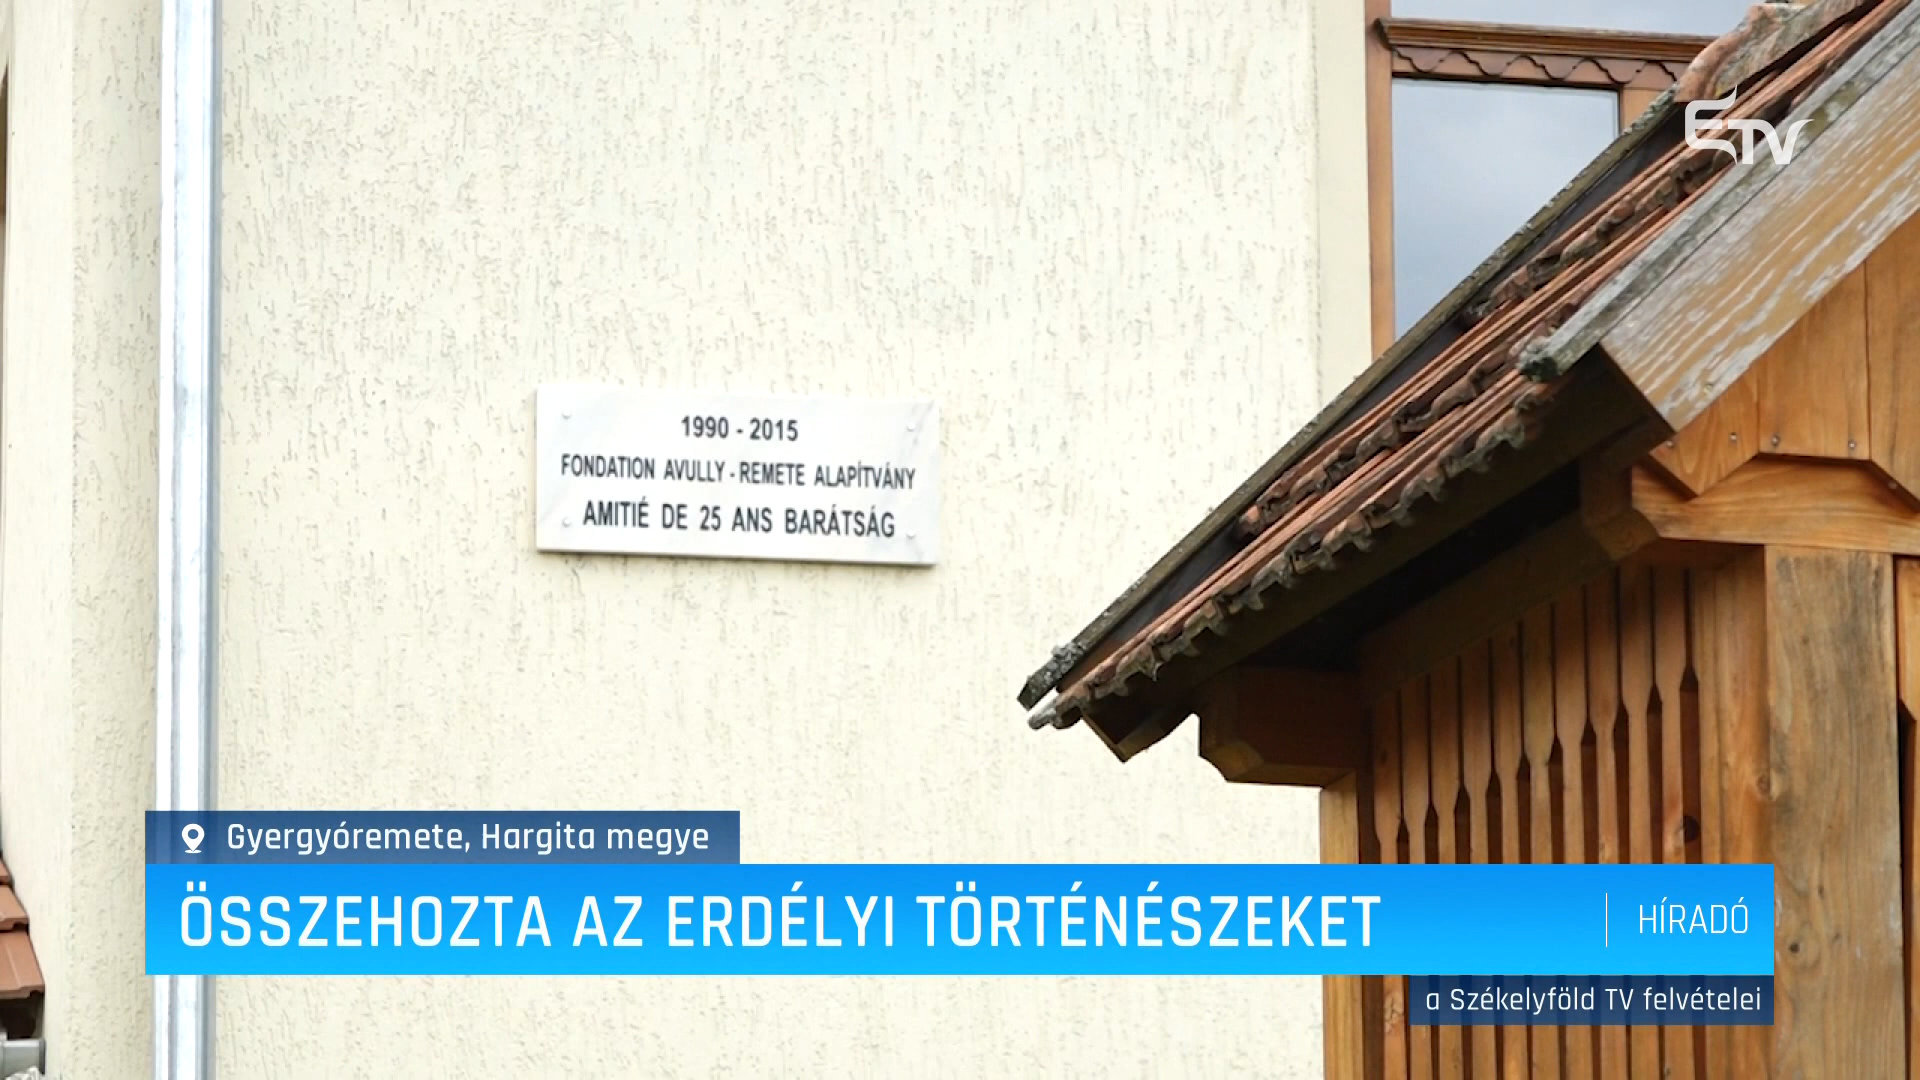 ETV
1990 - 2015
FONDATION AVULLY - REMETE ALAPÍTVÁNY
AMITIÉ DE 25 ANS BARÁTSÁG
Gyergyóremete, Hargita megye
ÖSSZEHOZTA AZ ERDÉLYI TÖRTÉNÉSZEKET
HÍRADÓ
a Székelyföld TV felvételei